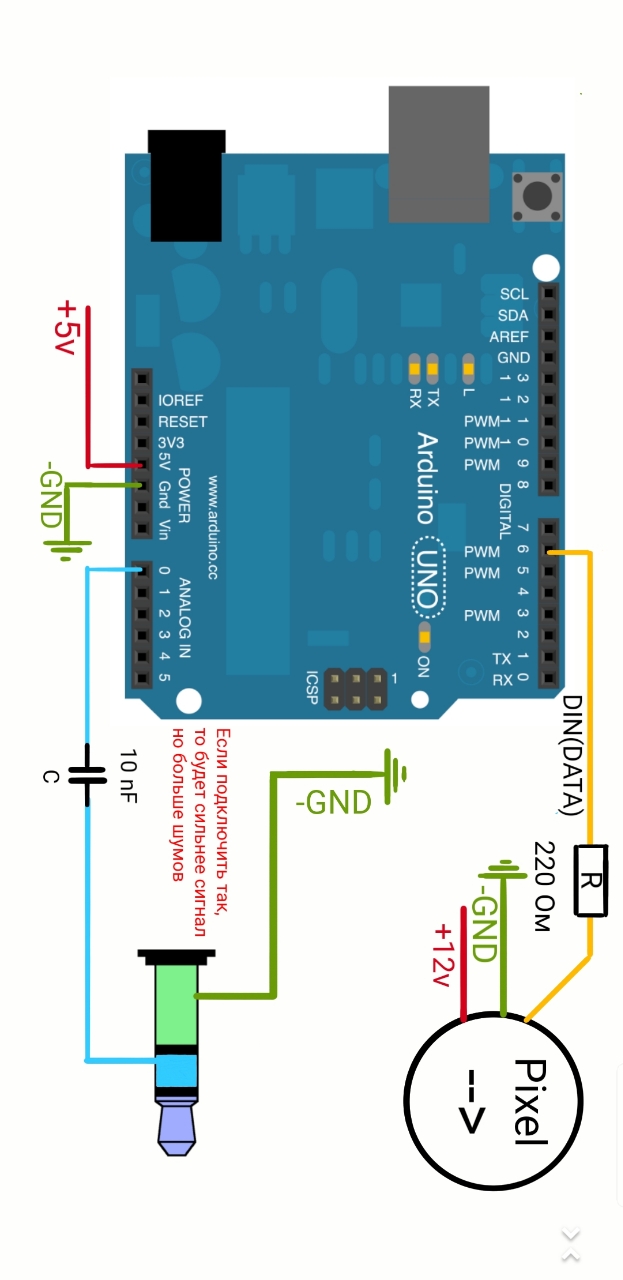 SCL
SDA
AREF
GND
13
12
PWM 11
PWM 10
PWM 9
8
DIGITAL
7
PWM 6
PWM 5
4
PWM 3
2
TX 1
RX 0
L
TX
RX
Arduino UNO
ON
ICSP
1
www.arduino.cc
IOREF
RESET
3V3
5V
Gnd
Vin
POWER
ANALOG IN
0
1
2
3
4
5
+5v
-GND
10 nF
C
Если подключить так,
то будет сильнее сигнал
но больше шумов
-GND
DIN(DATA)
R
220 Ом
-GND
+12v
Pixel
-->